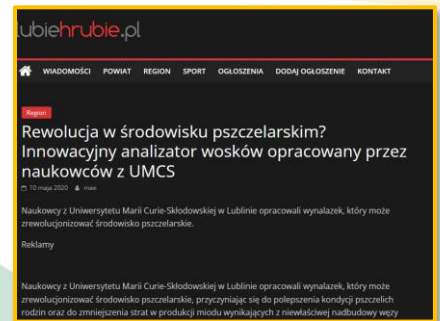 lubiehrubie.pl
WIADOMOŚCI POWIAT REGION SPORT OGŁOSZENIA DODAJ OGŁOSZENIE KONTAKT
Region
Rewolucja w środowisku pszczelarskim?
Innowacyjny analizator wosków opracowany przez
naukowców z UMCS
10 maja 2020 mae
Naukowcy z Uniwersytetu Marii Curie-Skłodowskiej w Lublinie opracowali wynalazek, który może
zrewolucjonizować środowisko pszczelarskie.
Reklamy
Naukowcy z Uniwersytetu Marii Curie-Skłodowskiej w Lublinie opracowali wynalazek, który może
zrewolucjonizować środowisko pszczelarskie, przyczyniając się do polepszenia kondycji pszczelich
rodzin oraz do zmniejszenia strat w produkcji miodu wynikających z niewłaściwej nadbudowy węzy